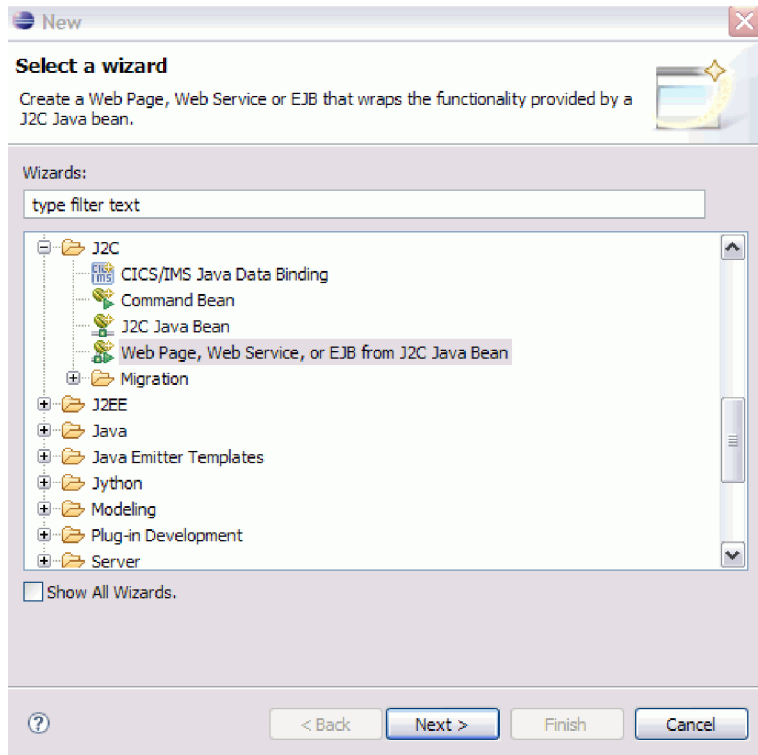 New
Select a wizard
Create a Web Page, Web Service or EJB that wraps the functionality provided by a
J2C Java bean.
Wizards:
type filter text
J2C
CICS/IMS Java Data Binding
Command Bean
J2C Java Bean
Web Page, Web Service, or EJB from J2C Java Bean
Migration
J2EE
Java
Java Emitter Templates
Jython
Modeling
Plug-in Development
Server
Show All Wizards.
? < Back Next > Finish Cancel